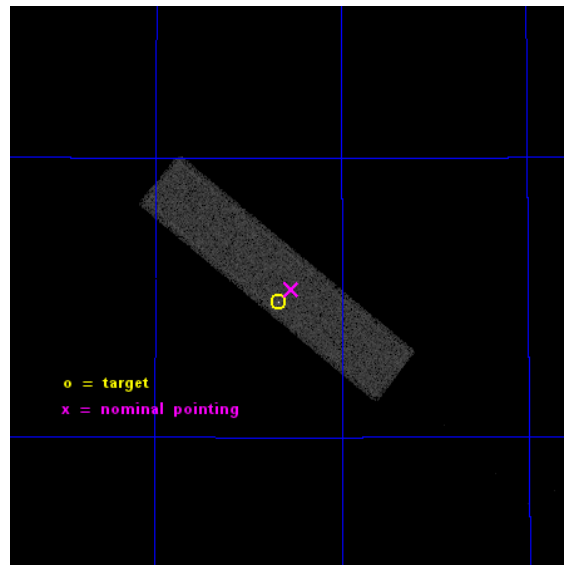 o = target
x = nominal pointing